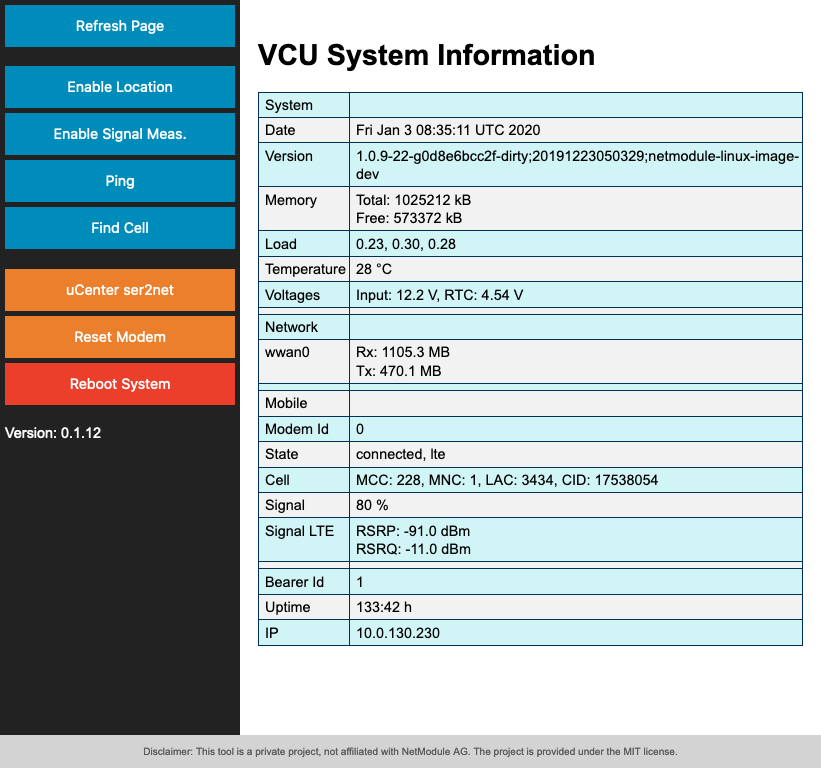 Refresh Page
Enable Location
Enable Signal Meas.
Ping
Find Cell
uCenter ser2net
Reset Modem
Reboot System
Version: 0.1.12
VCU System Information
System
Date Fri Jan 3 08:35:11 UTC 2020
Version 1.0.9-22-g0d8e6bcc2f-dirty;20191223050329;netmodule-linux-image-
dev
Memory Total: 1025212 kB
Free: 573372 kB
Load 0.23, 0.30, 0.28
Temperature 28 °C
Voltages Input: 12.2 V, RTC: 4.54 V
Network
wwan0 Rx: 1105.3 MB
Tx: 470.1 MB
Mobile
Modem Id 0
State connected, lte
Cell MCC: 228, MNC: 1, LAC: 3434, CID: 17538054
Signal 80 %
Signal LTE RSRP: -91.0 dBm
RSRQ: -11.0 dBm
Bearer Id 1
Uptime 133:42 h
IP 10.0.130.230
Disclaimer: This tool is a private project, not affiliated with NetModule AG. The project is provided under the MIT license.